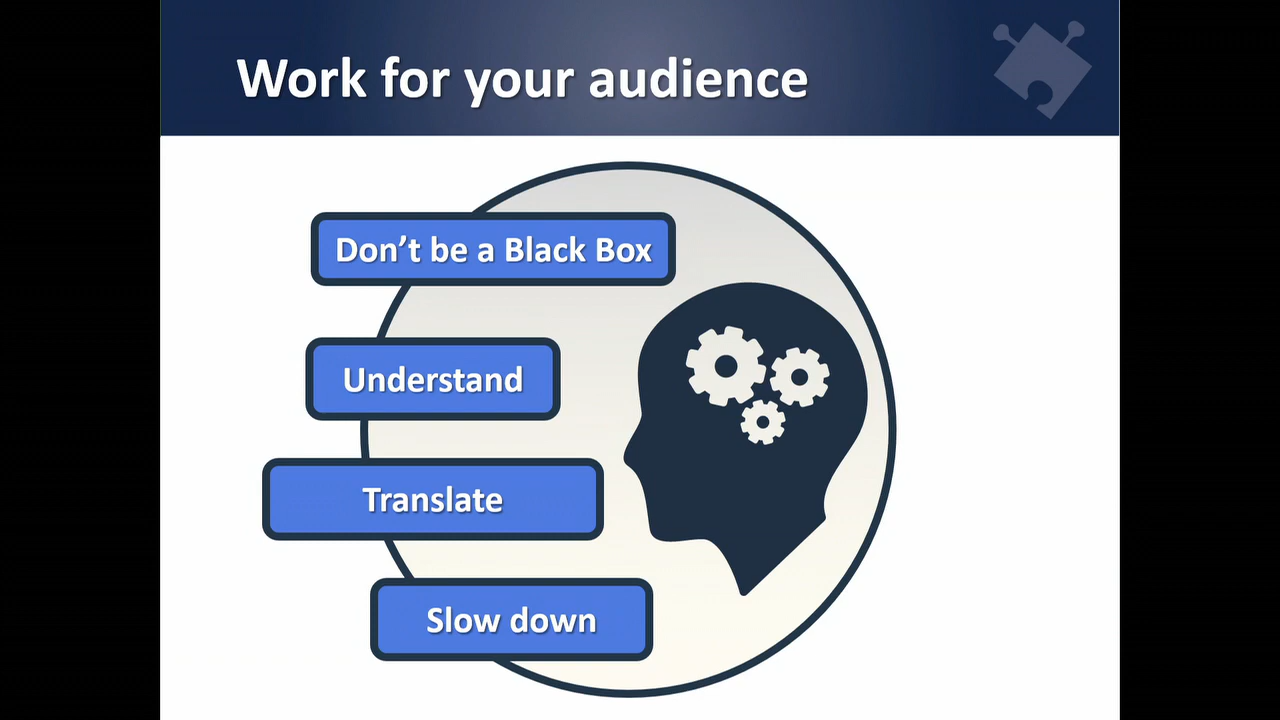 Work for your audience
Don’t be a Black Box
Understand
Translate
Slow down